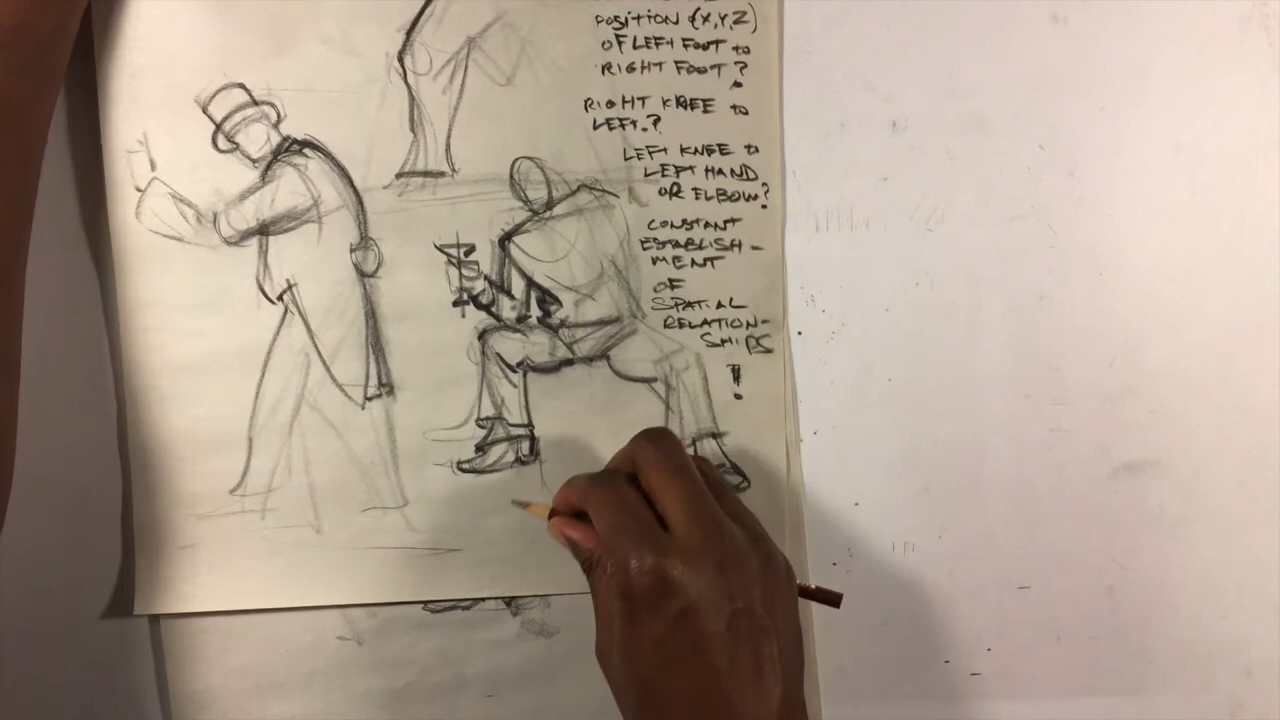 POSITION (X,Y,Z)
OF LEFT FOOT to
RIGHT FOOT?
RIGHT KNEE to
LEFT.?
LEFT KNEE to
LEFT HAND
OR ELBOW?
CONSTANT
ESTABLISH-
MENT
OF
SPATIAL
RELATION-
SHIPS
!